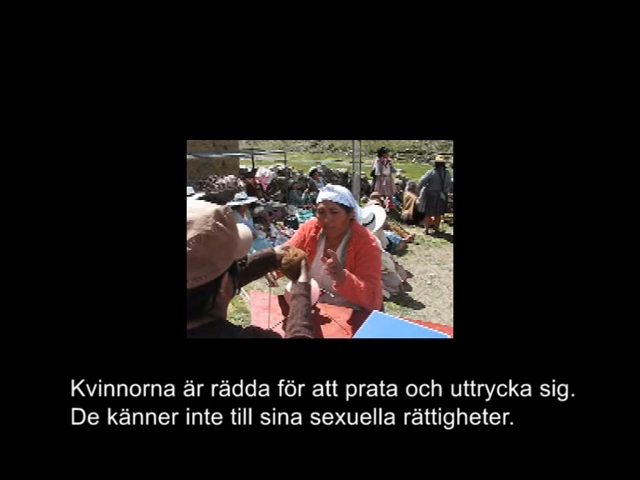 Kvinnorna är rädda för att prata och uttrycka sig.
De känner inte till sina sexuella rättigheter.